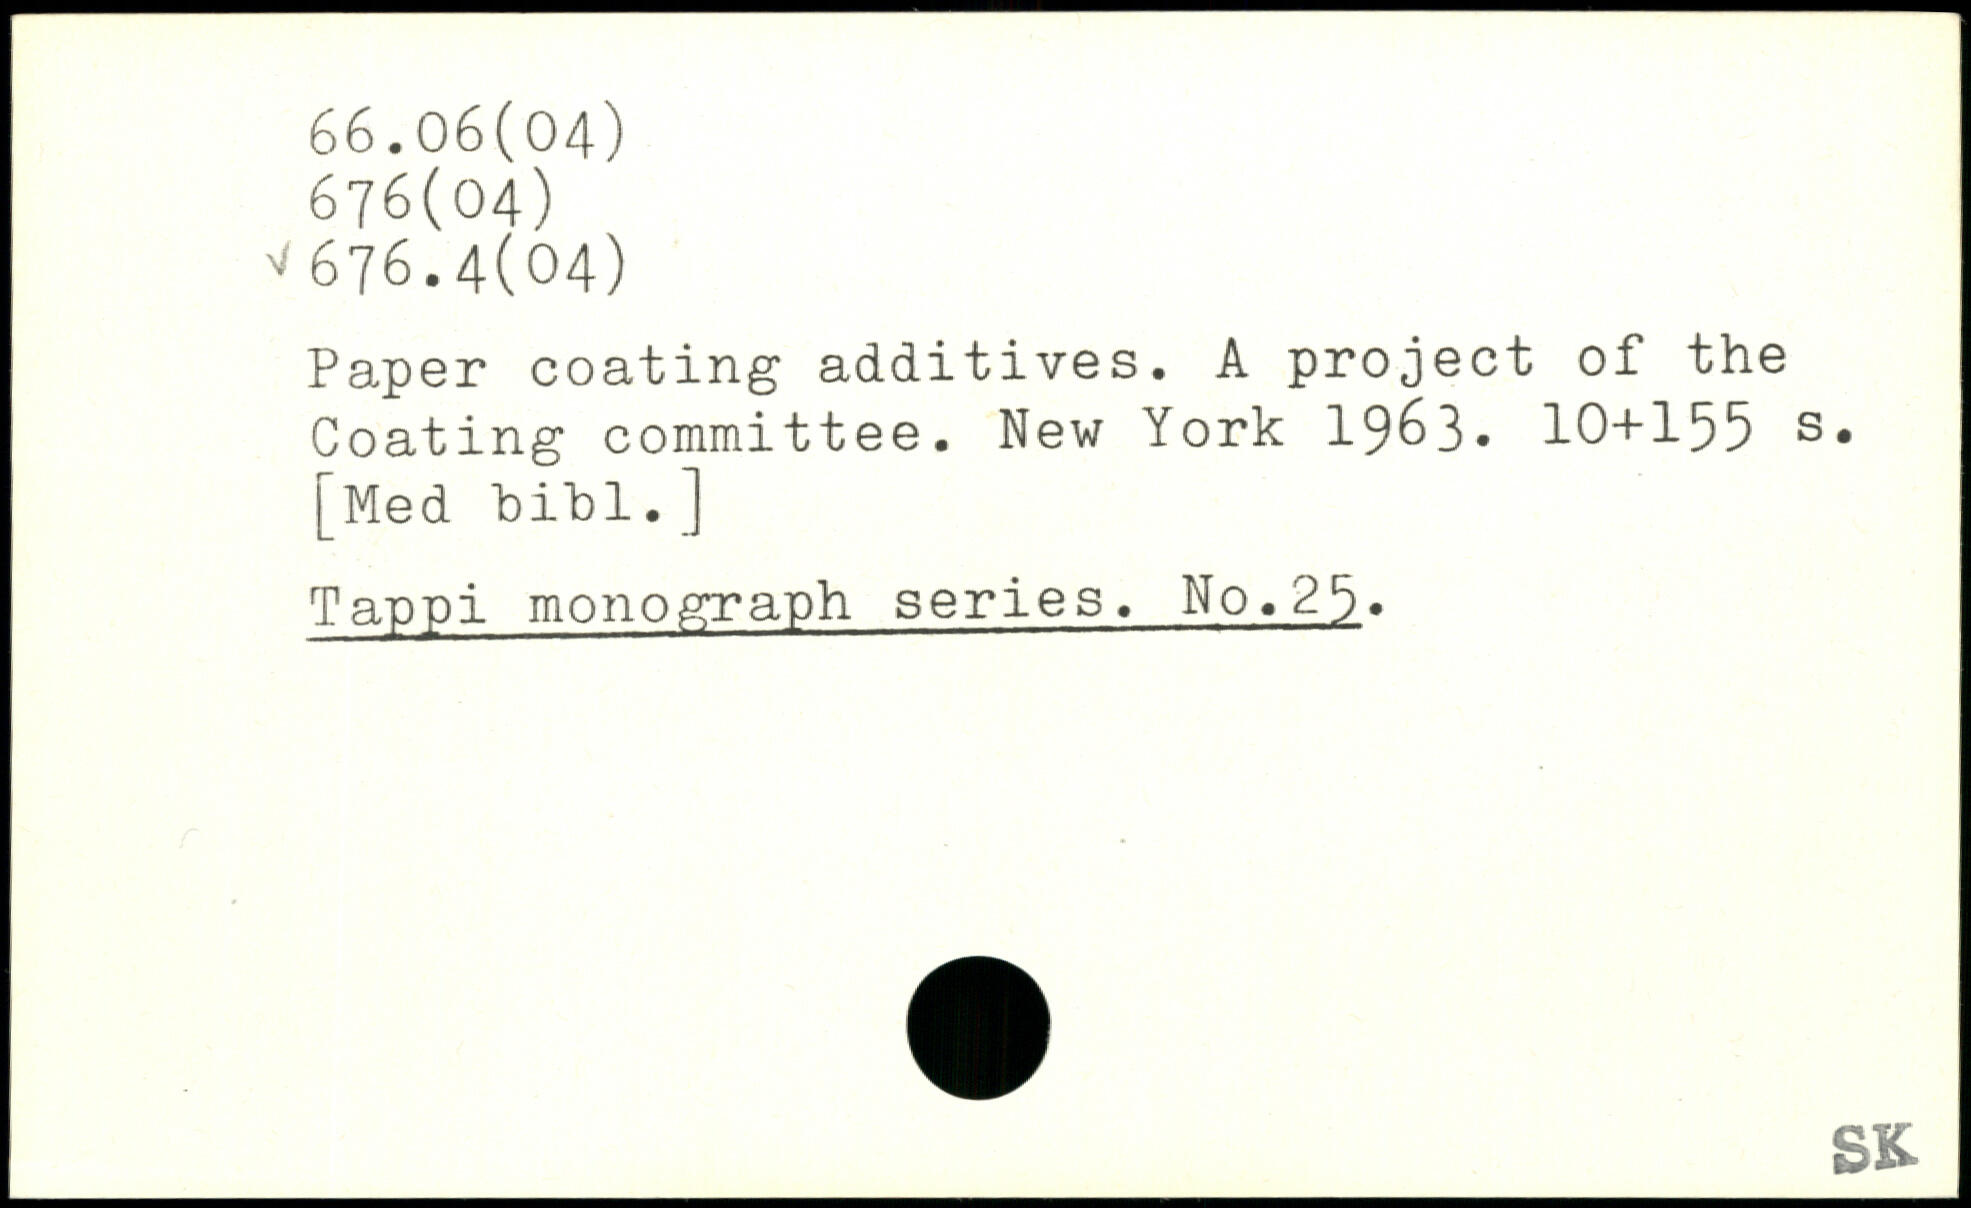 66.06(04)
676(04)
✓ 676.4(04)
Paper coating additives. A project of the
Coating committee. New York 1963. 10+155 s.
[Med bibl.]
Tappi monograph series. No.25.
SK